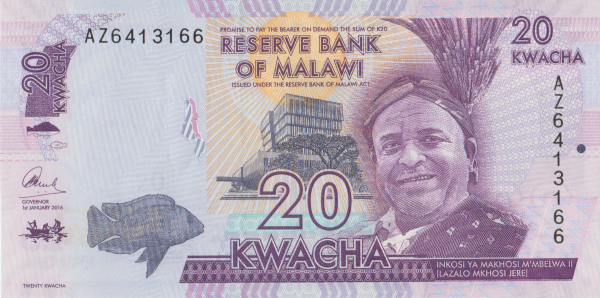 AZ6413166
PROMISE TO PAY THE BEARER ON DEMAND THE SUM OF K20
RESERVE BANK
OF MALAWI
ISSUED UNDER THE RESERVE BANK OF MALAWI ACT
20
KWACHA
20
KWACHA
AZ6413166
GOVERNOR
1st JANUARY 2016
TWENTY KWACHA
20
KWACHA
INKOSI YA MAKHOSI M'MBELWA II
[LAZALO MKHOSI JERE]